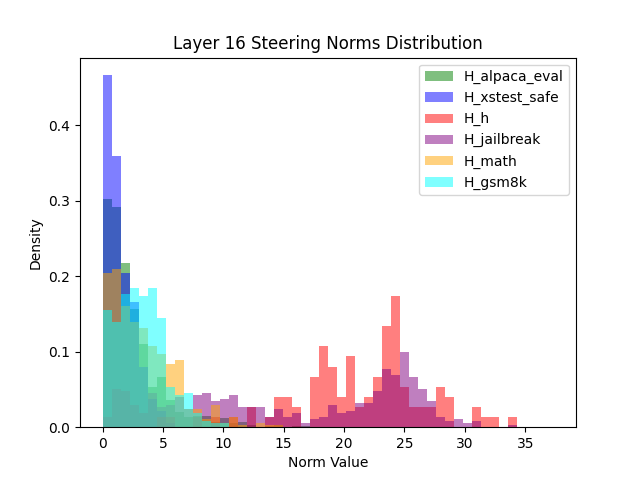 Layer 16 Steering Norms Distribution
H_alpaca_eval
H_xstest_safe
H_h
H_jailbreak
H_math
H_gsm8k
Density
0.4
0.3
0.2
0.1
0.0
0 5 10 15 20 25 30 35
Norm Value